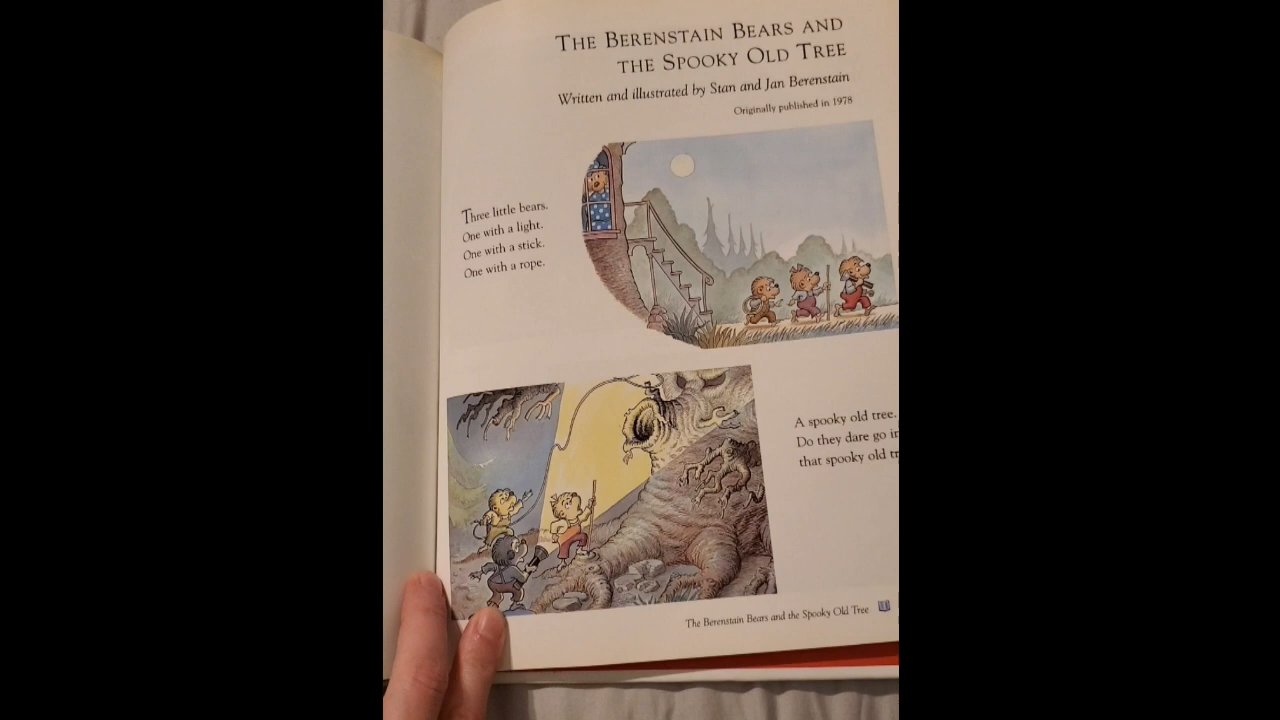 THE BERENSTAIN BEARS AND
THE SPOOKY OLD TREE
Written and illustrated by Stan and Jan Berenstain
Originally published in 1978
Three little bears.
One with a light.
One with a stick.
One with a rope.
A spooky old tree.
Do they dare go
that spooky old
The Berenstain Bears and the Spooky Old Tree